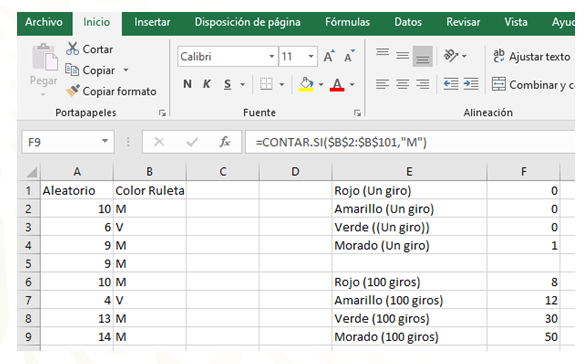 Archivo Inicio Insertar Disposición de página Fórmulas Datos Revisar Vista Ayu
Cortar
Copiar
Copiar formato
Pegar
Portapapeles
Calibri 11 A A
N K S A
Fuente
ab Ajustar texto
Combinar y c
Alineación
F9 fx =CONTAR.SI($B$2:$B$101,"M")
A B C D E F
1 Aleatorio Color Ruleta Rojo (Un giro) 0
2 10 M Amarillo (Un giro) 0
3 6 V Verde ((Un giro)) 0
4 9 M Morado (Un giro) 1
5 9 M
6 10 M Rojo (100 giros) 8
7 4 V Amarillo (100 giros) 12
8 13 M Verde (100 giros) 30
9 14 M Morado (100 giros) 50